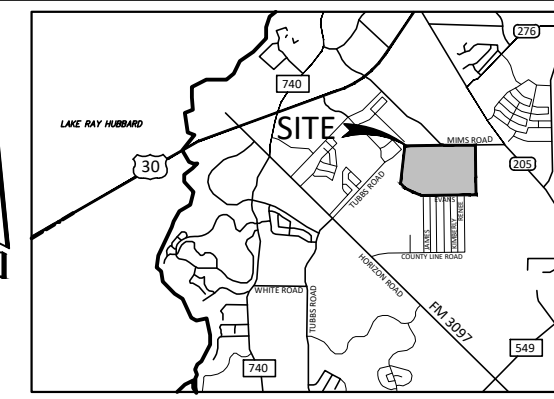 276
740
LAKE RAY HUBBARD
SITE
MIMS ROAD
30
205
TUBBS ROAD
EVANS
JAMES
KIMBERLY
RENEE
COUNTY LINE ROAD
HORIZON ROAD
WHITE ROAD
TUBBS ROAD
FM 3097
549
740